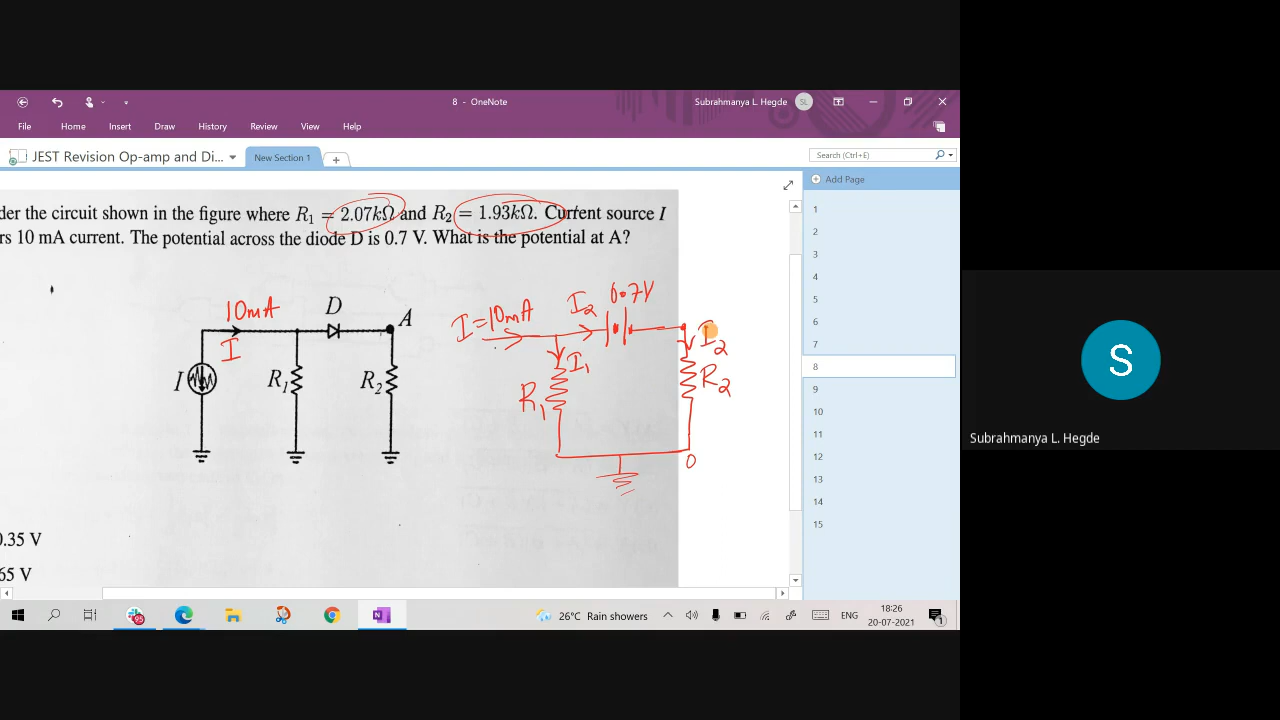 8 - OneNote
Subrahmanya L. Hegde
SL
File Home Insert Draw History Review View Help
JEST Revision Op-amp and Di...
New Section 1
Search (Ctrl+E)
Add Page
1
2
3
4
5
6
7
8
9
10
11
12
13
14
15
der the circuit shown in the figure where R₁ = 2.07kΩ and R₂ = 1.93kΩ. Current source I
rs 10 mA current. The potential across the diode D is 0.7 V. What is the potential at A?
10mA
I
D
A
I
R₁
R₂
I=10mA
I₂
0.7V
I₁
I₂
R₁
R₂
0
0.35 V
65 V
S
Subrahmanya L. Hegde
95
26°C Rain showers
ENG
18:26
20-07-2021
1